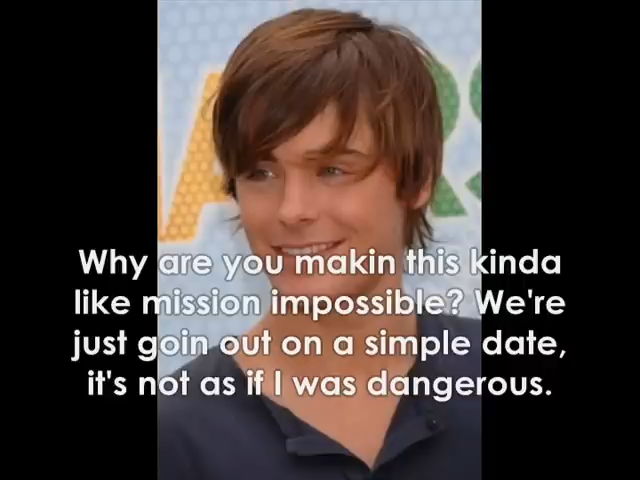 ARS
Why are you makin this kinda
like mission impossible? We're
just goin out on a simple date,
it's not as if I was dangerous.